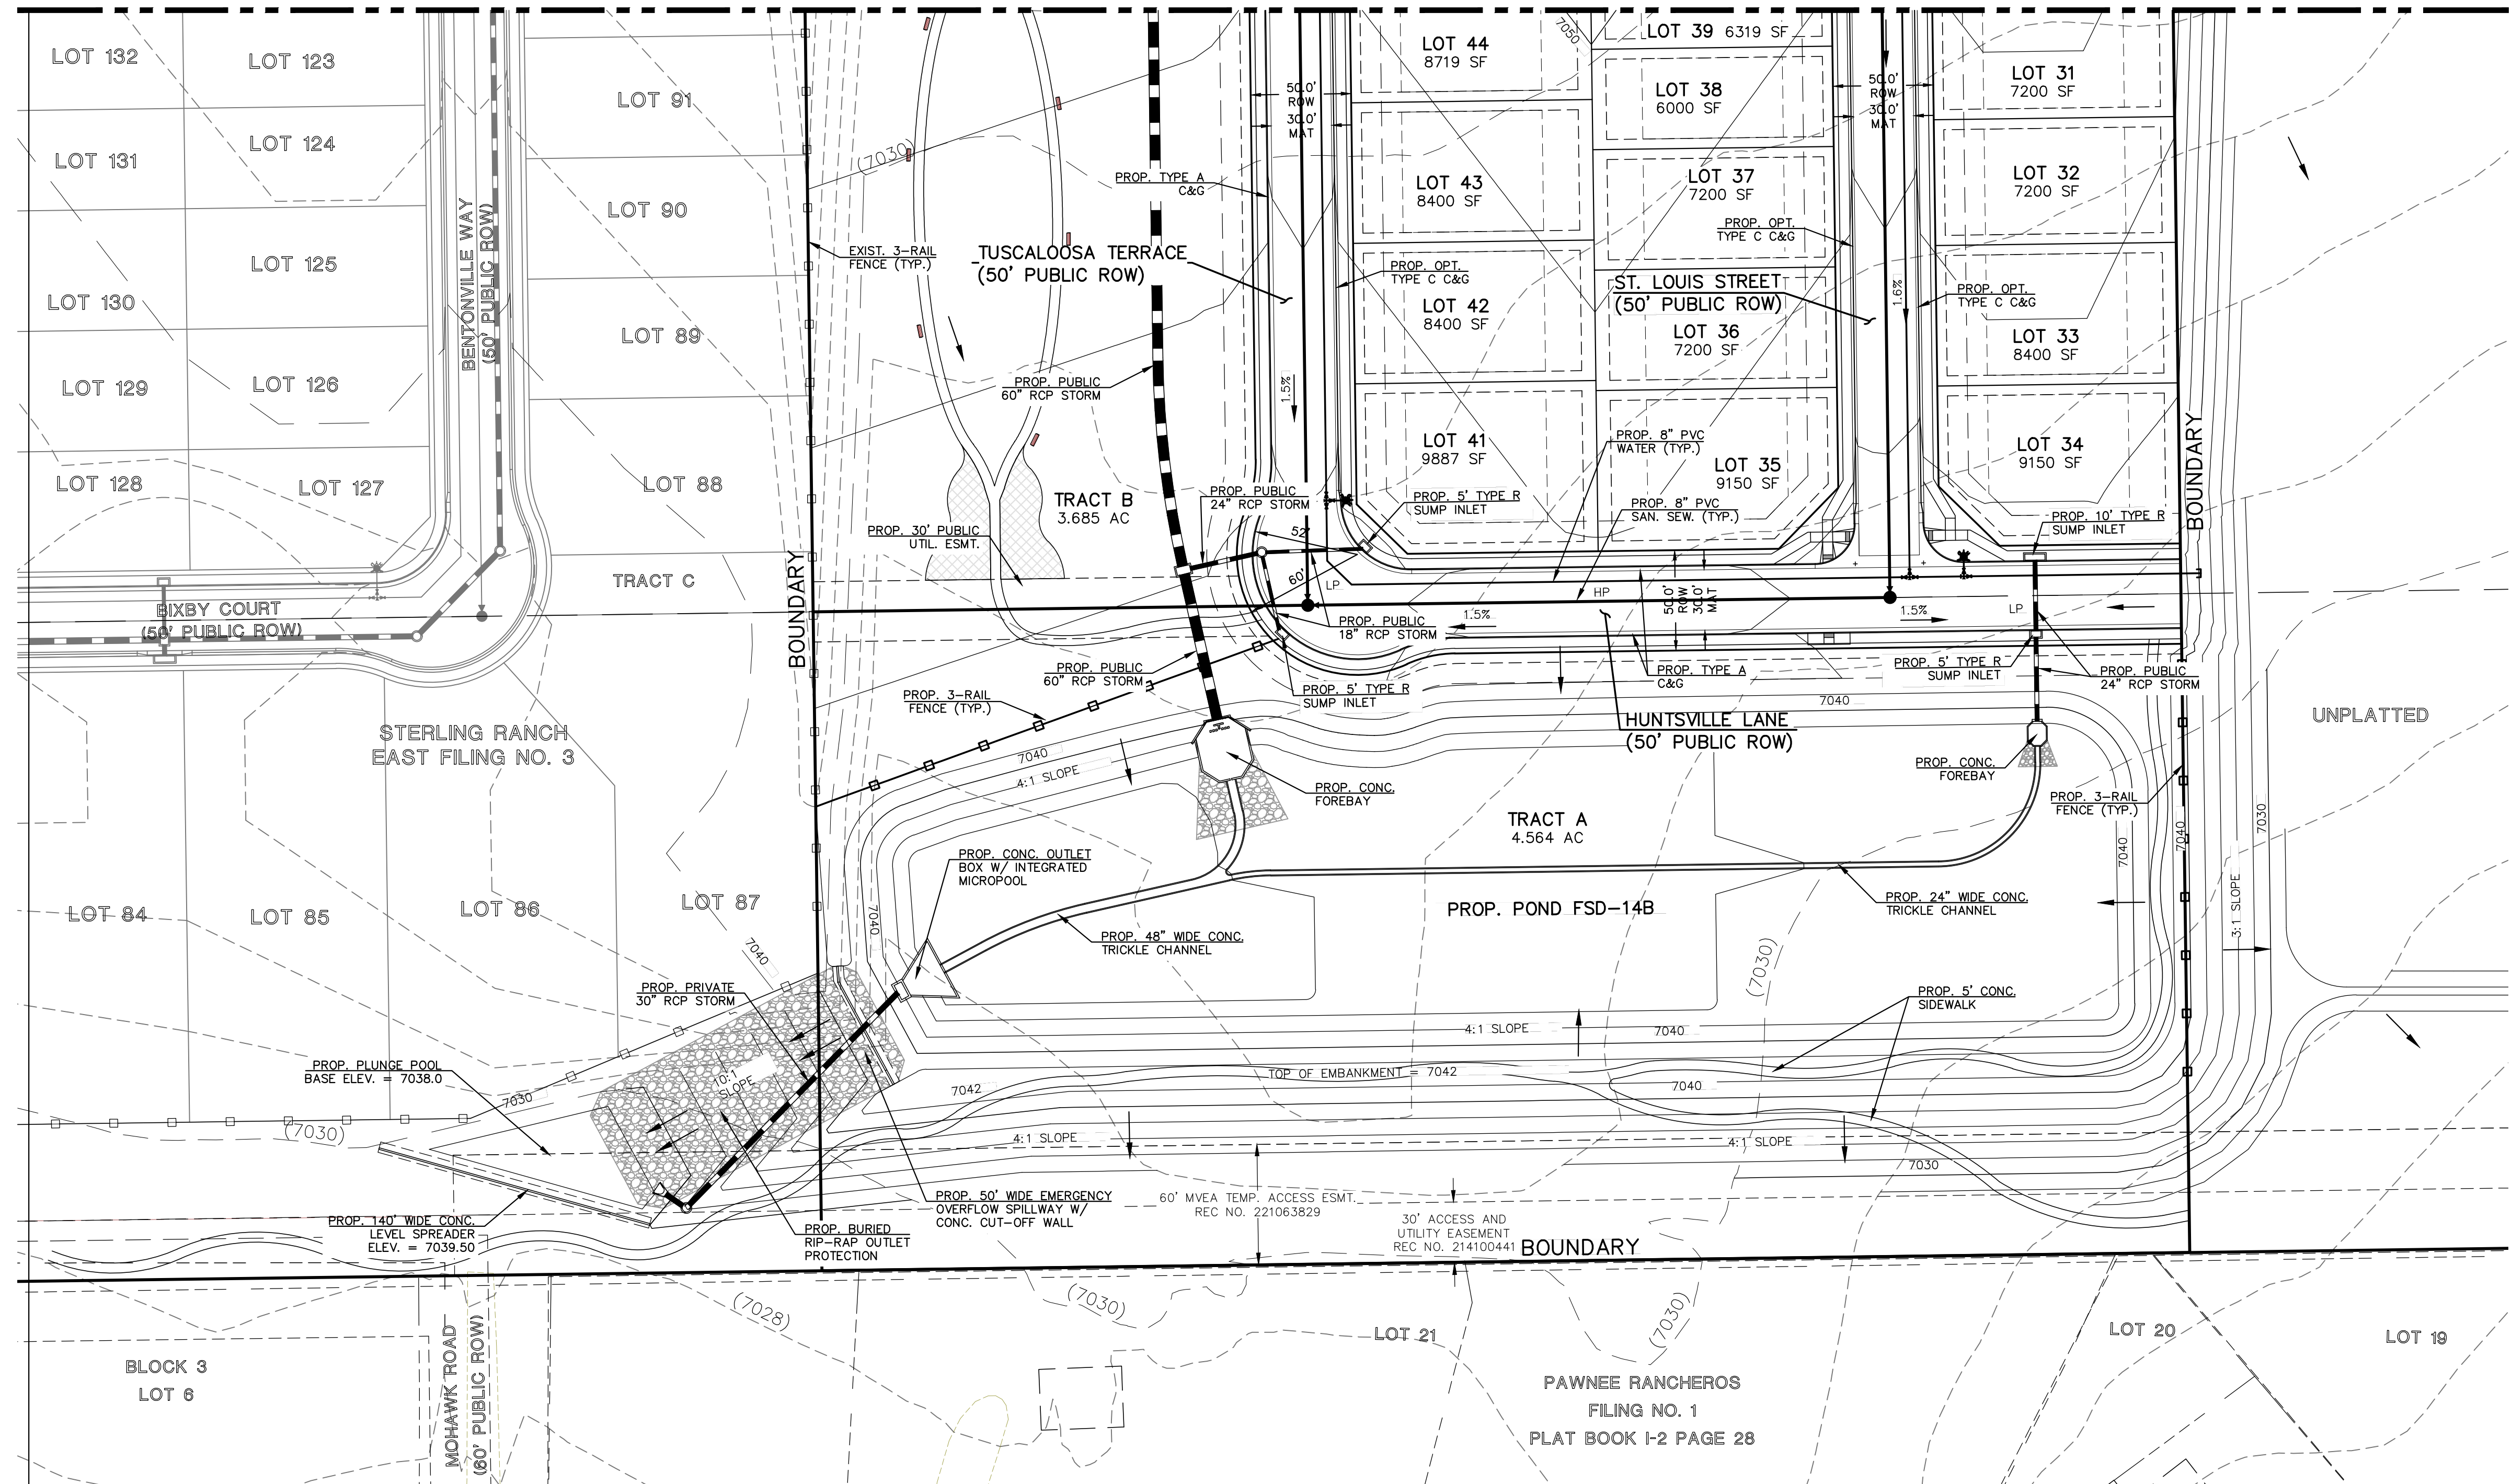 LOT 132
LOT 123
LOT 131
LOT 124
LOT 130
LOT 125
LOT 129
LOT 126
LOT 128
LOT 127
BENTONVILLE WAY
(50' PUBLIC ROW)
BIXBY COURT
(50' PUBLIC ROW)
LOT 91
LOT 90
LOT 89
LOT 88
TRACT C
EXIST. 3-RAIL
FENCE (TYP.)
BOUNDARY
(7030)
TUSCALOOSA TERRACE
(50' PUBLIC ROW)
PROP. TYPE A
C&G
PROP. PUBLIC
60" RCP STORM
TRACT B
3.685 AC
PROP. 30' PUBLIC
UTIL. ESMT.
PROP. PUBLIC
24" RCP STORM
50.0'
ROW
30.0'
MAT
1.5%
7050
LOT 44
8719 SF
LOT 43
8400 SF
PROP. OPT.
TYPE C C&G
LOT 42
8400 SF
LOT 41
9887 SF
PROP. 5' TYPE R
SUMP INLET
LOT 39 6319 SF
LOT 38
6000 SF
LOT 37
7200 SF
PROP. OPT.
TYPE C C&G
ST. LOUIS STREET
(50' PUBLIC ROW)
LOT 36
7200 SF
PROP. 8" PVC
WATER (TYP.)
LOT 35
9150 SF
PROP. 8" PVC
SAN. SEW. (TYP.)
50.0'
ROW
30.0'
MAT
1.6%
LOT 31
7200 SF
LOT 32
7200 SF
PROP. OPT.
TYPE C C&G
LOT 33
8400 SF
LOT 34
9150 SF
PROP. 10' TYPE R
SUMP INLET
BOUNDARY
52'
60'
LP
HP
50.0'
ROW
30.0'
MAT
1.5%
1.5%
LP
PROP. PUBLIC
18" RCP STORM
PROP. PUBLIC
60" RCP STORM
PROP. 3-RAIL
FENCE (TYP.)
PROP. 5' TYPE R
SUMP INLET
PROP. TYPE A
C&G
PROP. 5' TYPE R
SUMP INLET
PROP. PUBLIC
24" RCP STORM
7040
HUNTSVILLE LANE
(50' PUBLIC ROW)
UNPLATTED
STERLING RANCH
EAST FILING NO. 3
7040
4:1 SLOPE
PROP. CONC.
FOREBAY
PROP. CONC.
FOREBAY
PROP. 3-RAIL
FENCE (TYP.)
TRACT A
4.564 AC
7040
7040
7030
3:1 SLOPE
PROP. CONC. OUTLET
BOX W/ INTEGRATED
MICROPOOL
LOT 84
LOT 85
LOT 86
LOT 87
7040
7040
PROP. 48" WIDE CONC.
TRICKLE CHANNEL
PROP. POND FSD-14B
PROP. 24" WIDE CONC.
TRICKLE CHANNEL
(7030)
PROP. PRIVATE
30" RCP STORM
PROP. 5' CONC.
SIDEWALK
4:1 SLOPE
7040
PROP. PLUNGE POOL
BASE ELEV. = 7038.0
10:1
SLOPE
7030
(7030)
7042
TOP OF EMBANKMENT = 7042
7040
4:1 SLOPE
4:1 SLOPE
7030
PROP. 140' WIDE CONC.
LEVEL SPREADER
ELEV. = 7039.50
PROP. BURIED
RIP-RAP OUTLET
PROTECTION
PROP. 50' WIDE EMERGENCY
OVERFLOW SPILLWAY W/
CONC. CUT-OFF WALL
60' MVEA TEMP. ACCESS ESMT.
REC NO. 221063829
30' ACCESS AND
UTILITY EASEMENT
REC NO. 214100441
BOUNDARY
(7028)
(7030)
(7030)
BLOCK 3
LOT 6
MOHAWK ROAD
(60' PUBLIC ROW)
LOT 21
LOT 20
LOT 19
PAWNEE RANCHEROS
FILING NO. 1
PLAT BOOK I-2 PAGE 28